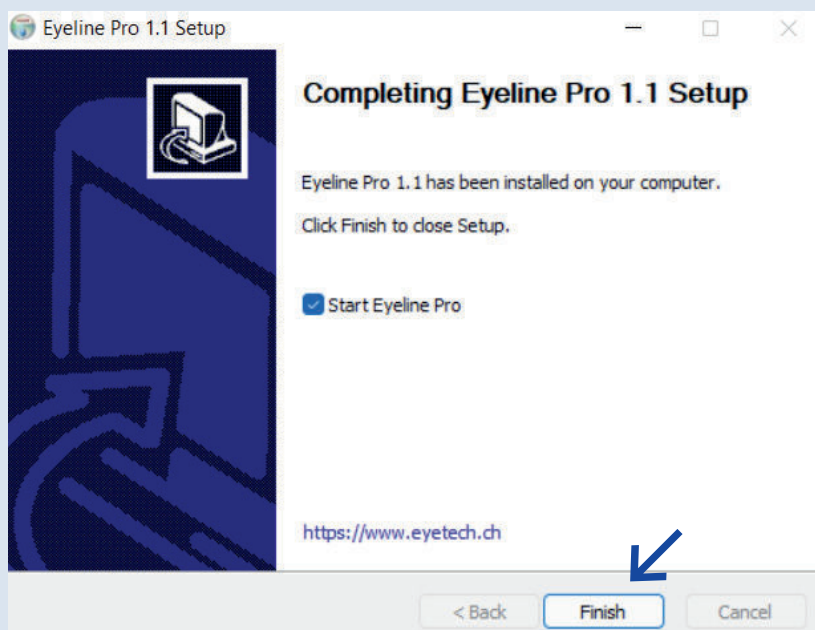 Eyeline Pro 1.1 Setup
Completing Eyeline Pro 1.1 Setup
Eyeline Pro 1.1 has been installed on your computer.
Click Finish to close Setup.
Start Eyeline Pro
https://www.eyetech.ch
< Back Finish Cancel